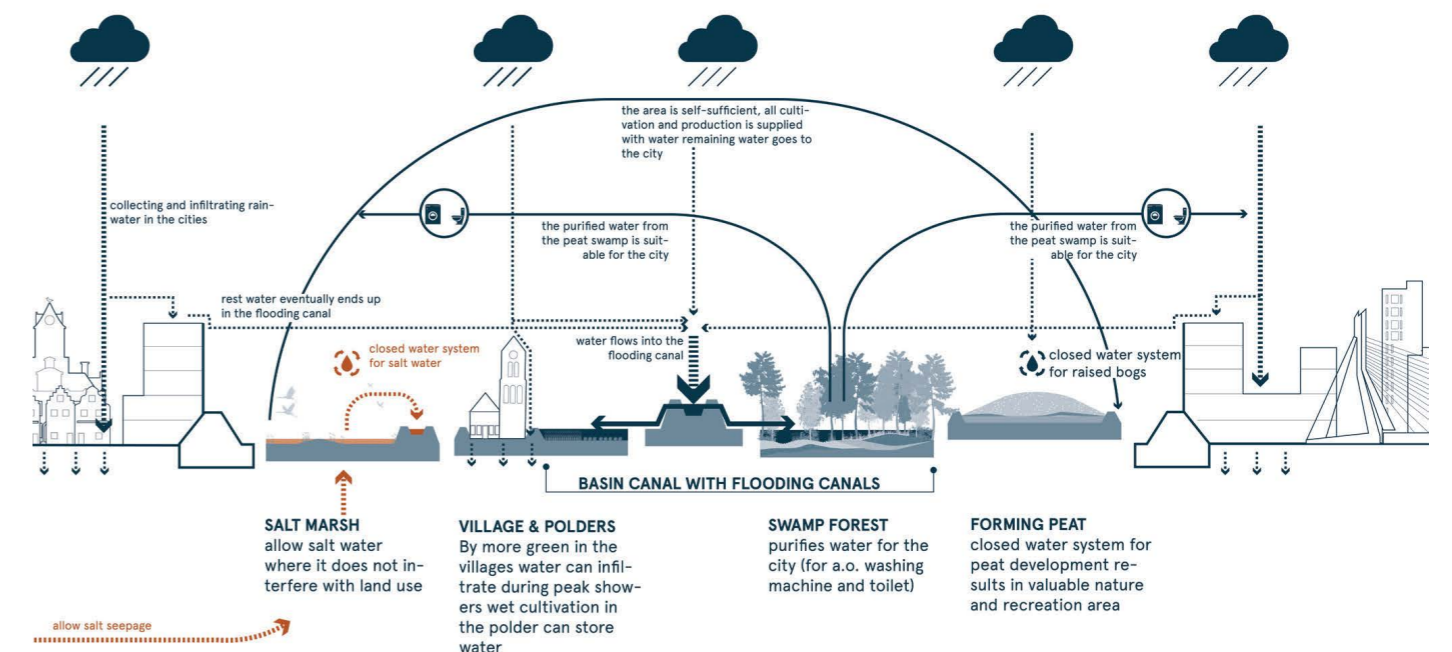 the area is self-sufficient, all culti-
vation and production is supplied
with water remaining water goes to
the city
collecting and infiltrating rain-
water in the cities
the purified water from
the peat swamp is suit-
able for the city
the purified water from
the peat swamp is suit-
able for the city
rest water eventually ends up
in the flooding canal
closed water system
for salt water
water flows into the
flooding canal
closed water system
for raised bogs
BASIN CANAL WITH FLOODING CANALS
SALT MARSH
allow salt water
where it does not in-
terfere with land use
VILLAGE & POLDERS
By more green in the
villages water can infil-
trate during peak show-
ers wet cultivation in
the polder can store
water
SWAMP FOREST
purifies water for the
city (for a.o. washing
machine and toilet)
FORMING PEAT
closed water system for
peat development re-
sults in valuable nature
and recreation area
allow salt seepage